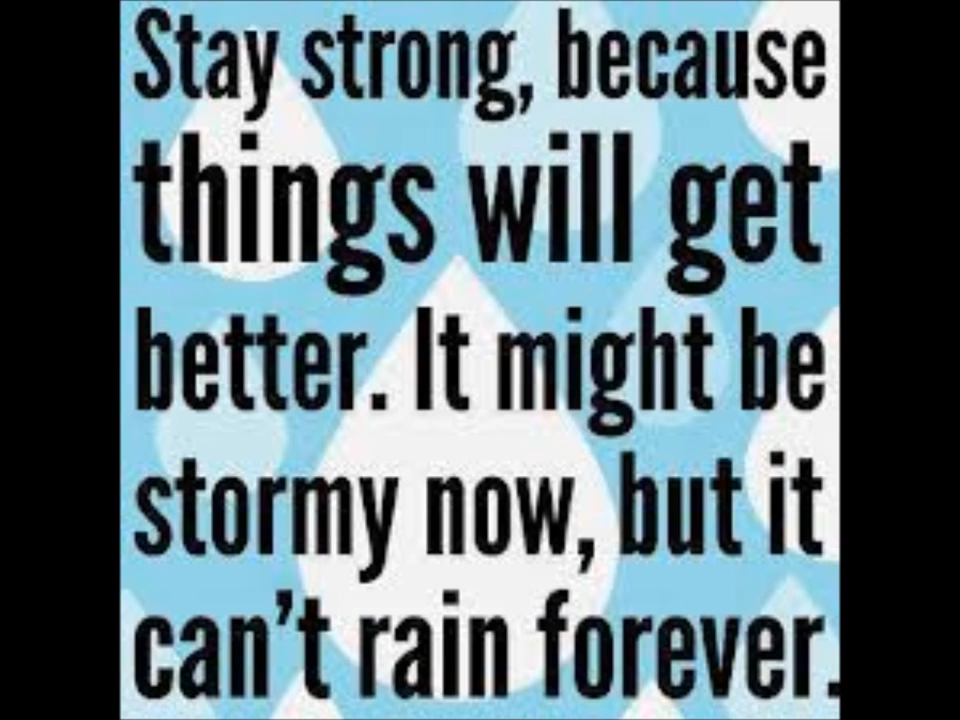 Stay strong, because
things will get
better. It might be
stormy now, but it
can't rain forever.